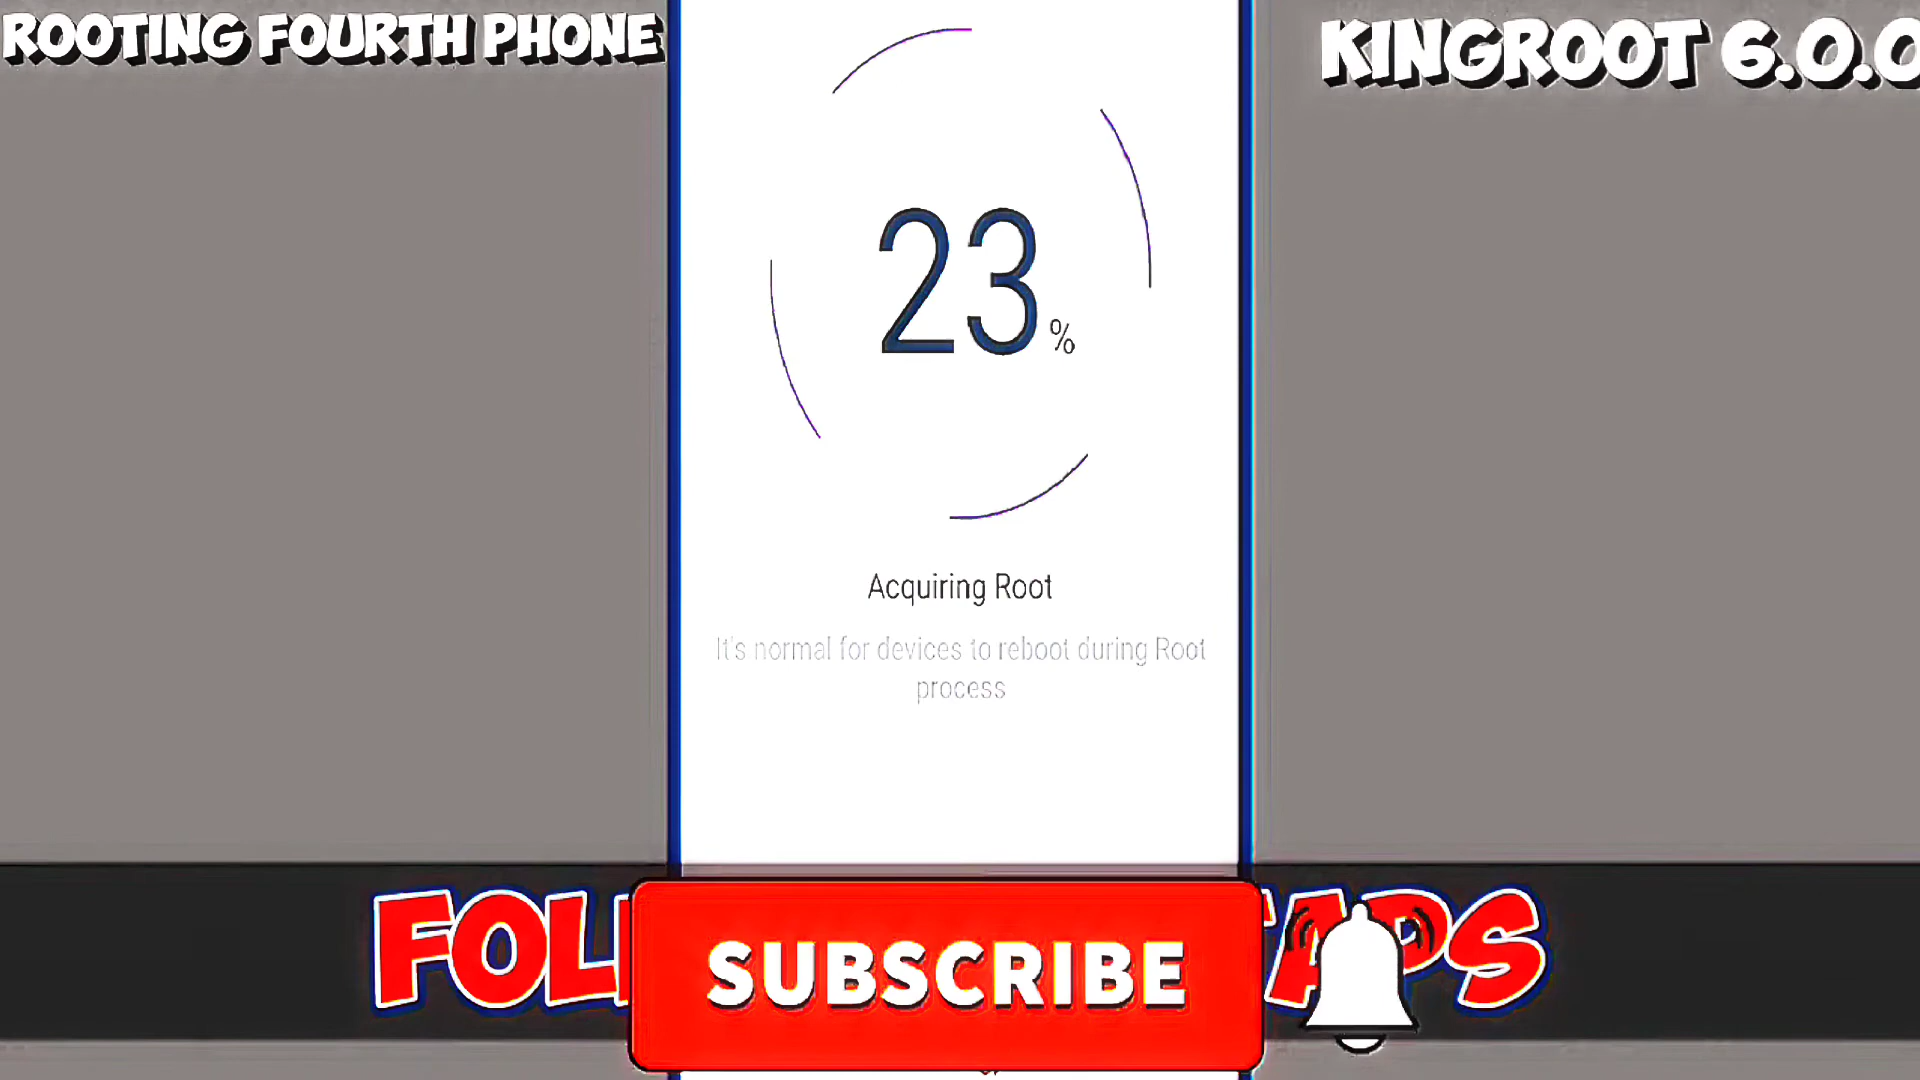 ROOTING FOURTH PHONE
KINGROOT 6.0.0
23
%
Acquiring Root
It's normal for devices to reboot during Root
process
SUBSCRIBE